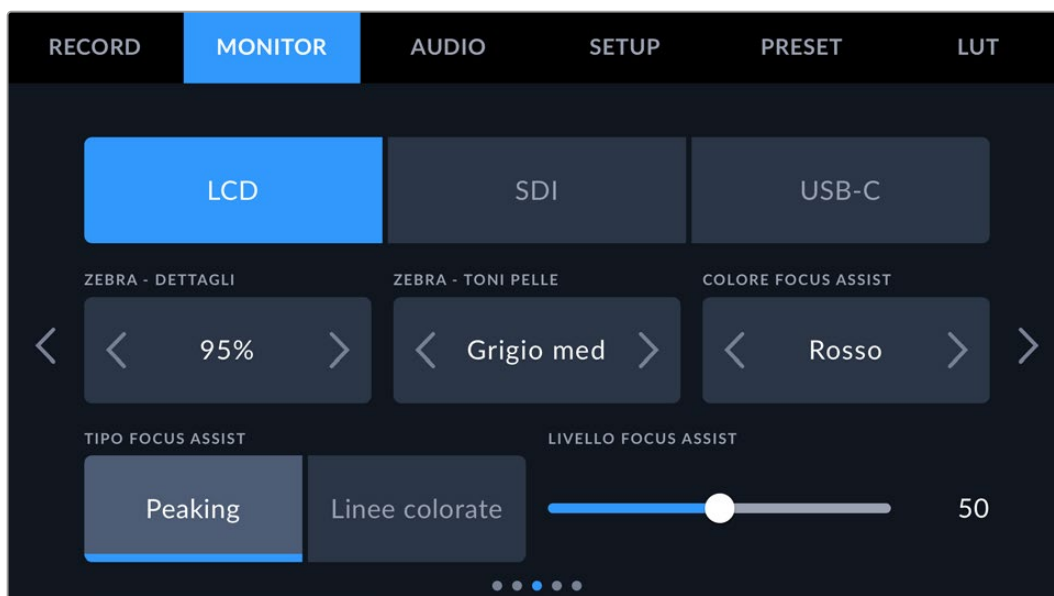 RECORD MONITOR AUDIO SETUP PRESET LUT
LCD SDI USB-C
ZEBRA - DETTAGLI ZEBRA - TONI PELLE COLORE FOCUS ASSIST
95% Grigio med Rosso
TIPO FOCUS ASSIST LIVELLO FOCUS ASSIST
Peaking Linee colorate 50